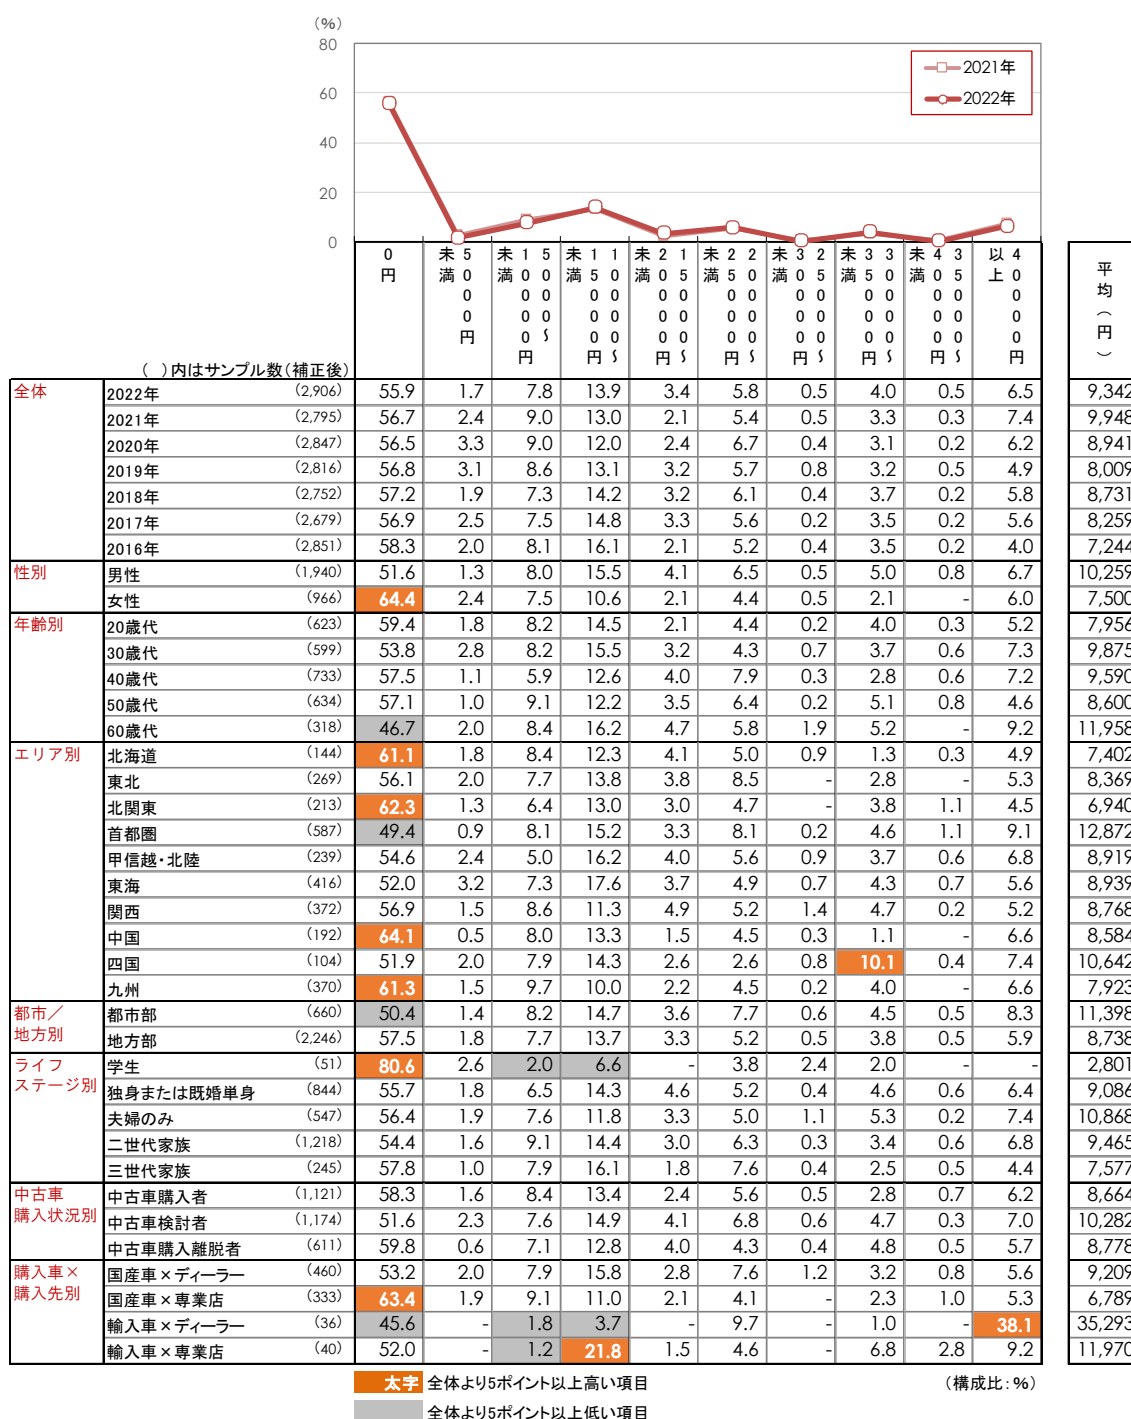 (%)
80
60
40
20
0
2021年
2022年
0円
5000円未満
5000~10000円未満
10000~15000円未満
15000~20000円未満
20000~25000円未満
25000~30000円未満
30000~35000円未満
35000~40000円未満
40000円以上
平均(円)
( )内はサンプル数(補正後)
全体
2022年 (2,906) 55.9 1.7 7.8 13.9 3.4 5.8 0.5 4.0 0.5 6.5 9,342
2021年 (2,795) 56.7 2.4 9.0 13.0 2.1 5.4 0.5 3.3 0.3 7.4 9,948
2020年 (2,847) 56.5 3.3 9.0 12.0 2.4 6.7 0.4 3.1 0.2 6.2 8,941
2019年 (2,816) 56.8 3.1 8.6 13.1 3.2 5.7 0.8 3.2 0.5 4.9 8,009
2018年 (2,752) 57.2 1.9 7.3 14.2 3.2 6.1 0.4 3.7 0.2 5.8 8,731
2017年 (2,679) 56.9 2.5 7.5 14.8 3.3 5.6 0.2 3.5 0.2 5.6 8,259
2016年 (2,851) 58.3 2.0 8.1 16.1 2.1 5.2 0.4 3.5 0.2 4.0 7,244
性別
男性 (1,940) 51.6 1.3 8.0 15.5 4.1 6.5 0.5 5.0 0.8 6.7 10,259
女性 (966) 64.4 2.4 7.5 10.6 2.1 4.4 0.5 2.1 - 6.0 7,500
年齢別
20歳代 (623) 59.4 1.8 8.2 14.5 2.1 4.4 0.2 4.0 0.3 5.2 7,956
30歳代 (599) 53.8 2.8 8.2 15.5 3.2 4.3 0.7 3.7 0.6 7.3 9,875
40歳代 (733) 57.5 1.1 5.9 12.6 4.0 7.9 0.3 2.8 0.6 7.2 9,590
50歳代 (634) 57.1 1.0 9.1 12.2 3.5 6.4 0.2 5.1 0.8 4.6 8,600
60歳代 (318) 46.7 2.0 8.4 16.2 4.7 5.8 1.9 5.2 - 9.2 11,958
エリア別
北海道 (144) 61.1 1.8 8.4 12.3 4.1 5.0 0.9 1.3 0.3 4.9 7,402
東北 (269) 56.1 2.0 7.7 13.8 3.8 8.5 - 2.8 - 5.3 8,369
北関東 (213) 62.3 1.3 6.4 13.0 3.0 4.7 - 3.8 1.1 4.5 6,940
首都圏 (587) 49.4 0.9 8.1 15.2 3.3 8.1 0.2 4.6 1.1 9.1 12,872
甲信越・北陸 (239) 54.6 2.4 5.0 16.2 4.0 5.6 0.9 3.7 0.6 6.8 8,919
東海 (416) 52.0 3.2 7.3 17.6 3.7 4.9 0.7 4.3 0.7 5.6 8,939
関西 (372) 56.9 1.5 8.6 11.3 4.9 5.2 1.4 4.7 0.2 5.2 8,768
中国 (192) 64.1 0.5 8.0 13.3 1.5 4.5 0.3 1.1 - 6.6 8,584
四国 (104) 51.9 2.0 7.9 14.3 2.6 2.6 0.8 10.1 0.4 7.4 10,642
九州 (370) 61.3 1.5 9.7 10.0 2.2 4.5 0.2 4.0 - 6.6 7,923
都市/
地方別
都市部 (660) 50.4 1.4 8.2 14.7 3.6 7.7 0.6 4.5 0.5 8.3 11,398
地方部 (2,246) 57.5 1.8 7.7 13.7 3.3 5.2 0.5 3.8 0.5 5.9 8,738
ライフ
ステージ別
学生 (51) 80.6 2.6 2.0 6.6 - 3.8 2.4 2.0 - - 2,801
独身または既婚単身 (844) 55.7 1.8 6.5 14.3 4.6 5.2 0.4 4.6 0.6 6.4 9,086
夫婦のみ (547) 56.4 1.9 7.6 11.8 3.3 5.0 1.1 5.3 0.2 7.4 10,868
二世代家族 (1,218) 54.4 1.6 9.1 14.4 3.0 6.3 0.3 3.4 0.6 6.8 9,465
三世代家族 (245) 57.8 1.0 7.9 16.1 1.8 7.6 0.4 2.5 0.5 4.4 7,577
中古車
購入状況別
中古車購入者 (1,121) 58.3 1.6 8.4 13.4 2.4 5.6 0.5 2.8 0.7 6.2 8,664
中古車検討者 (1,174) 51.6 2.3 7.6 14.9 4.1 6.8 0.6 4.7 0.3 7.0 10,282
中古車購入離脱者 (611) 59.8 0.6 7.1 12.8 4.0 4.3 0.4 4.8 0.5 5.7 8,778
購入車×
購入先別
国産車×ディーラー (460) 53.2 2.0 7.9 15.8 2.8 7.6 1.2 3.2 0.8 5.6 9,209
国産車×専業店 (333) 63.4 1.9 9.1 11.0 2.1 4.1 - 2.3 1.0 5.3 6,789
輸入車×ディーラー (36) 45.6 - 1.8 3.7 - 9.7 - 1.0 - 38.1 35,293
輸入車×専業店 (40) 52.0 - 1.2 21.8 1.5 4.6 - 6.8 2.8 9.2 11,970
太字 全体より5ポイント以上高い項目 (構成比:%)
全体より5ポイント以上低い項目